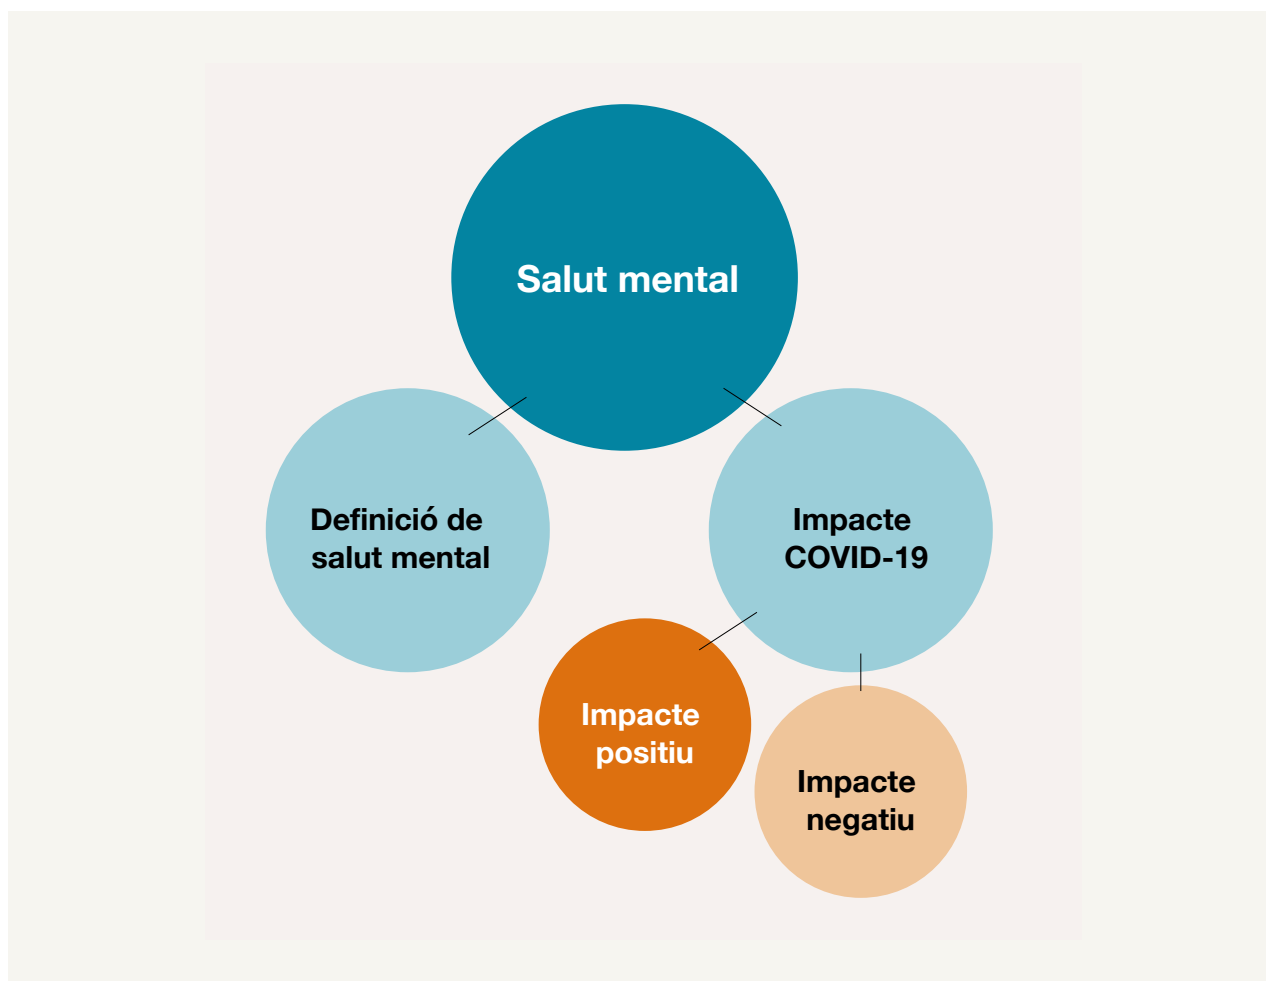 Salut mental
Definició de
salut mental
Impacte
COVID-19
Impacte
positiu
Impacte
negatiu